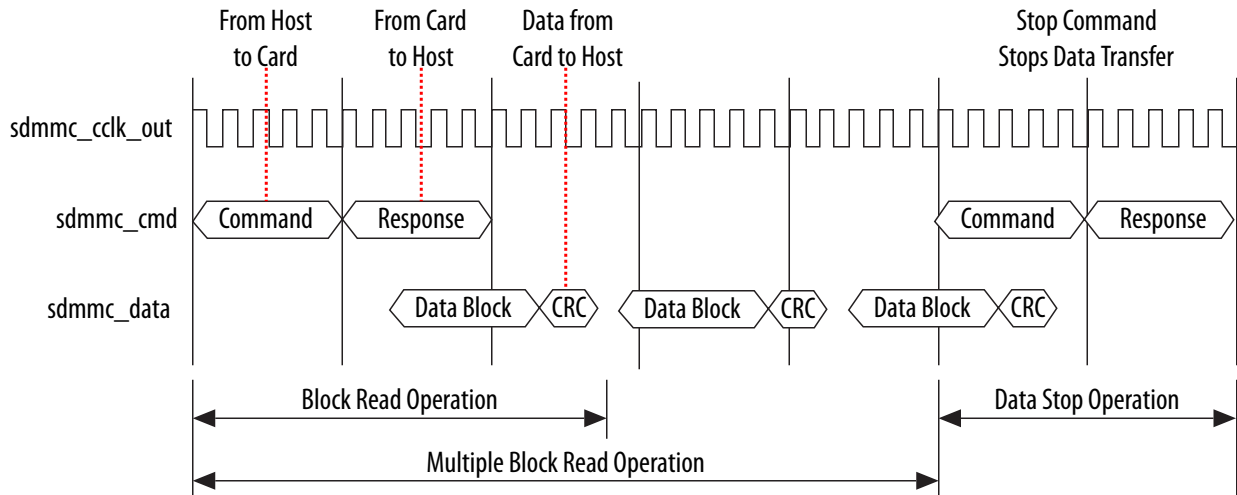 From Host
to Card
From Card
to Host
Data from
Card to Host
Stop Command
Stops Data Transfer
sdmmc_cclk_out
sdmmc_cmd
Command
Response
Command
Response
sdmmc_data
Data Block
CRC
Data Block
CRC
Data Block
CRC
Block Read Operation
Data Stop Operation
Multiple Block Read Operation